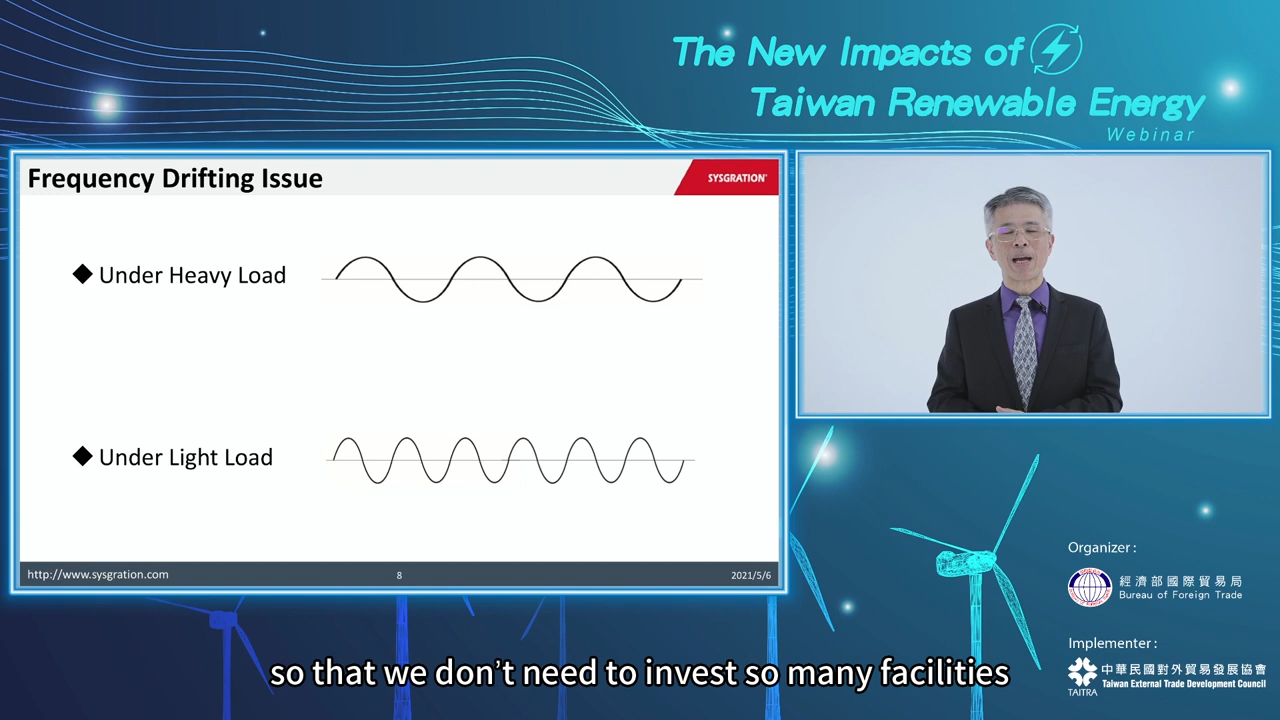 The New Impacts of
Taiwan Renewable Energy
Webinar
Frequency Drifting Issue
SYSGRATION
◆ Under Heavy Load
◆ Under Light Load
http://www.sysgration.com
8
2021/5/6
Organizer :
經濟部國際貿易局
Bureau of Foreign Trade
Implementer :
中華民國對外貿易發展協會
Taiwan External Trade Development Council
TAITRA
so that we don't need to invest so many facilities